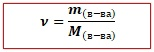 ν = m(в–ва) / M(в–ва)